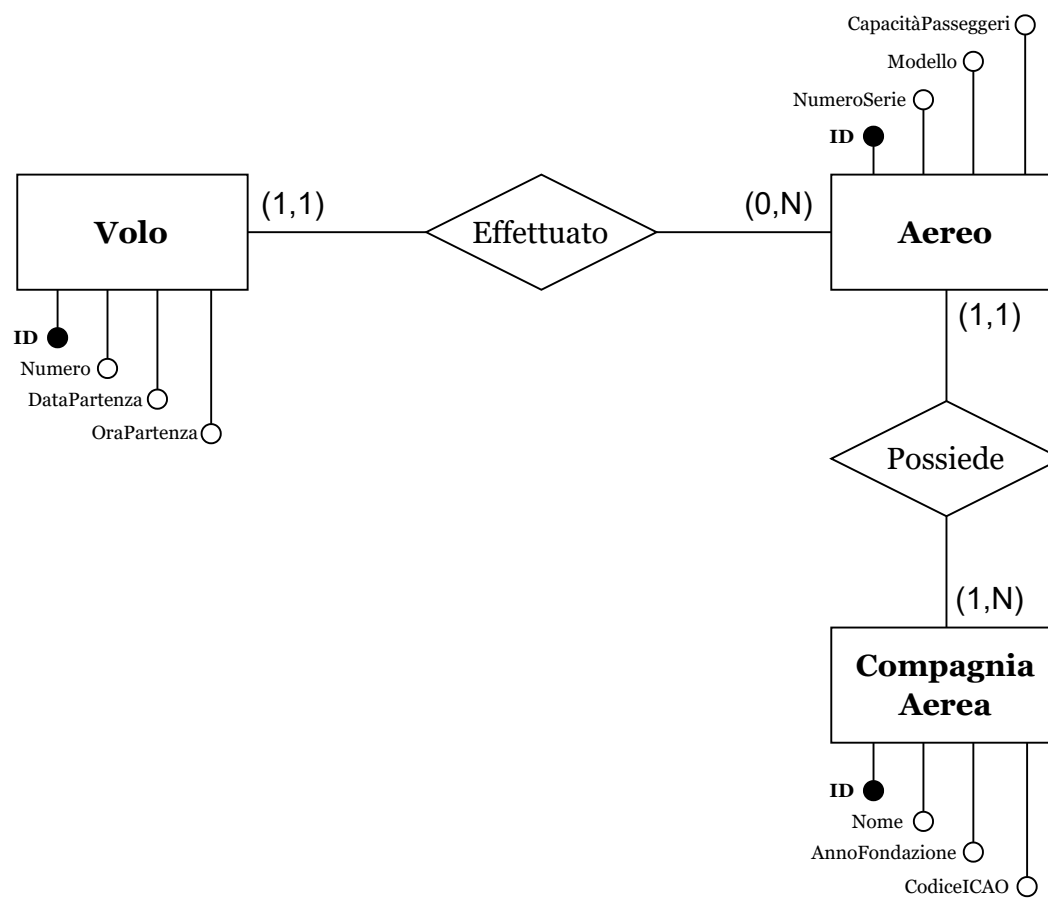 CapacitàPasseggeri
Modello
NumeroSerie
ID
Volo
(1,1)
Effettuato
(0,N)
Aereo
ID
Numero
DataPartenza
OraPartenza
(1,1)
Possiede
(1,N)
Compagnia
Aerea
ID
Nome
AnnoFondazione
CodiceICAO